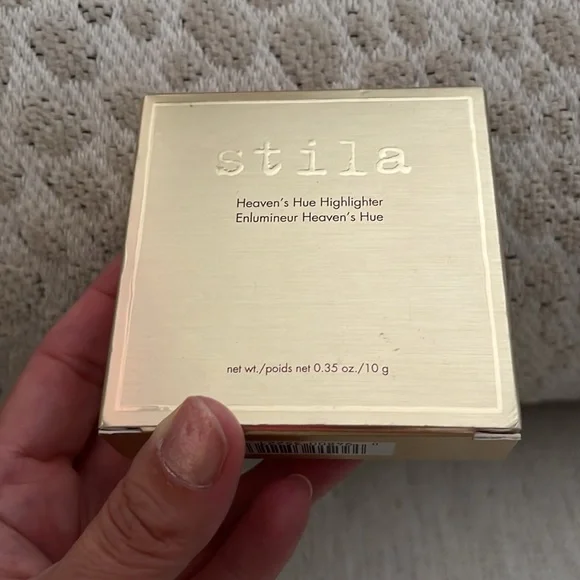 stila
Heaven's Hue Highlighter
Enlumineur Heaven's Hue
net wt./poids net 0.35 oz./10 g